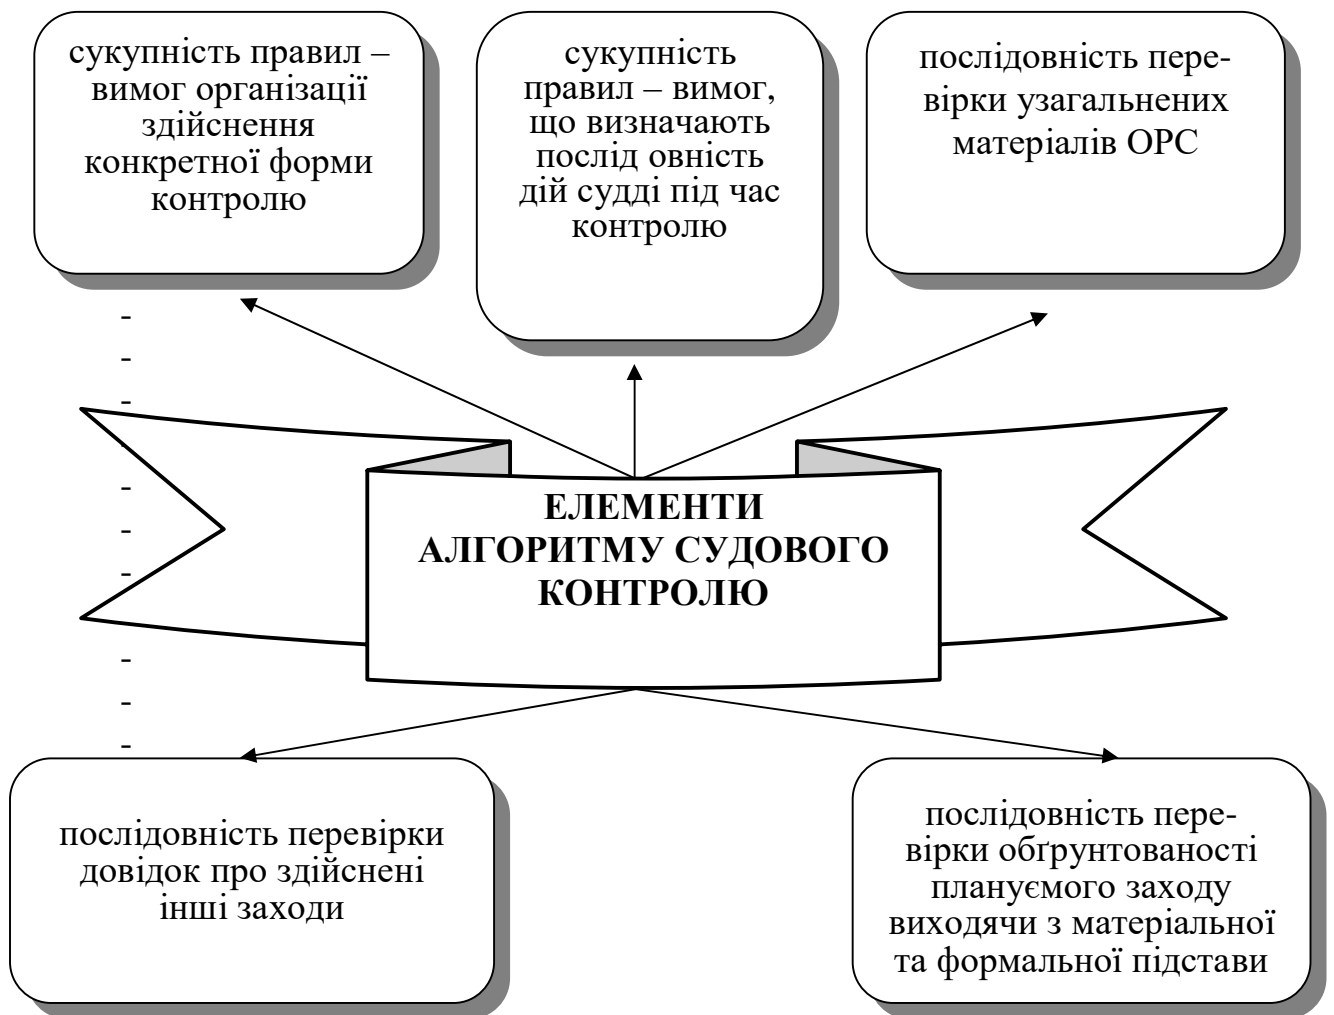 сукупність правил –
вимог організації
здійснення
конкретної форми
контролю
сукупність
правил – вимог,
що визначають
послід овність
дій судді під час
контролю
послідовність пере-
вірки узагальнених
матеріалів ОРС
-
-
-
-
-
-
-
-
-
ЕЛЕМЕНТИ
АЛГОРИТМУ СУДОВОГО
КОНТРОЛЮ
послідовність перевірки
довідок про здійснені
інші заходи
послідовність пере-
вірки обґрунтованості
плануємого заходу
виходячи з матеріальної
та формальної підстави